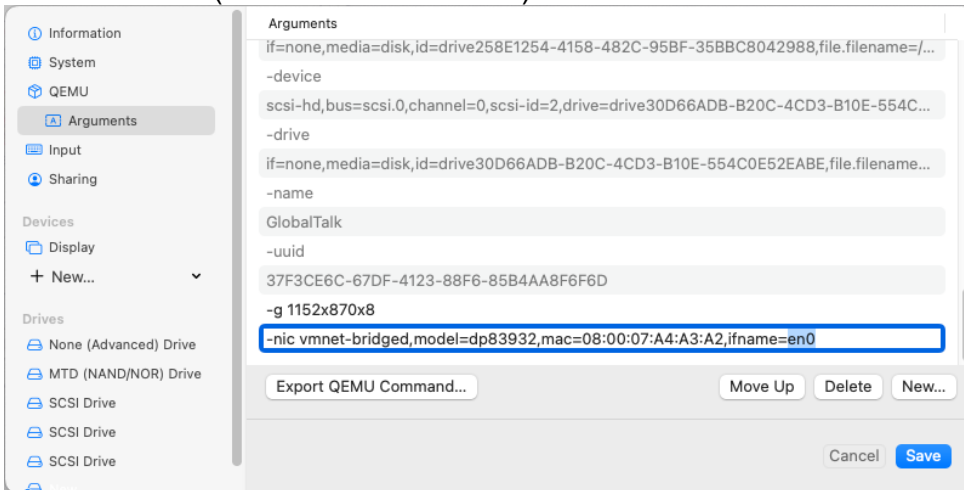 Information
System
QEMU
Arguments
Input
Sharing
Devices
Display
New...
Drives
None (Advanced) Drive
MTD (NAND/NOR) Drive
SCSI Drive
SCSI Drive
SCSI Drive
Arguments
if=none,media=disk,id=drive258E1254-4158-482C-95BF-35BBC8042988,file.filename=/...
-device
scsi-hd,bus=scsi.0,channel=0,scsi-id=2,drive=drive30D66ADB-B20C-4CD3-B10E-554C...
-drive
if=none,media=disk,id=drive30D66ADB-B20C-4CD3-B10E-554C0E52EABE,file.filename...
-name
GlobalTalk
-uuid
37F3CE6C-67DF-4123-88F6-85B4AA8F6F6D
-g 1152x870x8
-nic vmnet-bridged,model=dp83932,mac=08:00:07:A4:A3:A2,ifname=en0
Export QEMU Command...
Move Up
Delete
New...
Cancel
Save